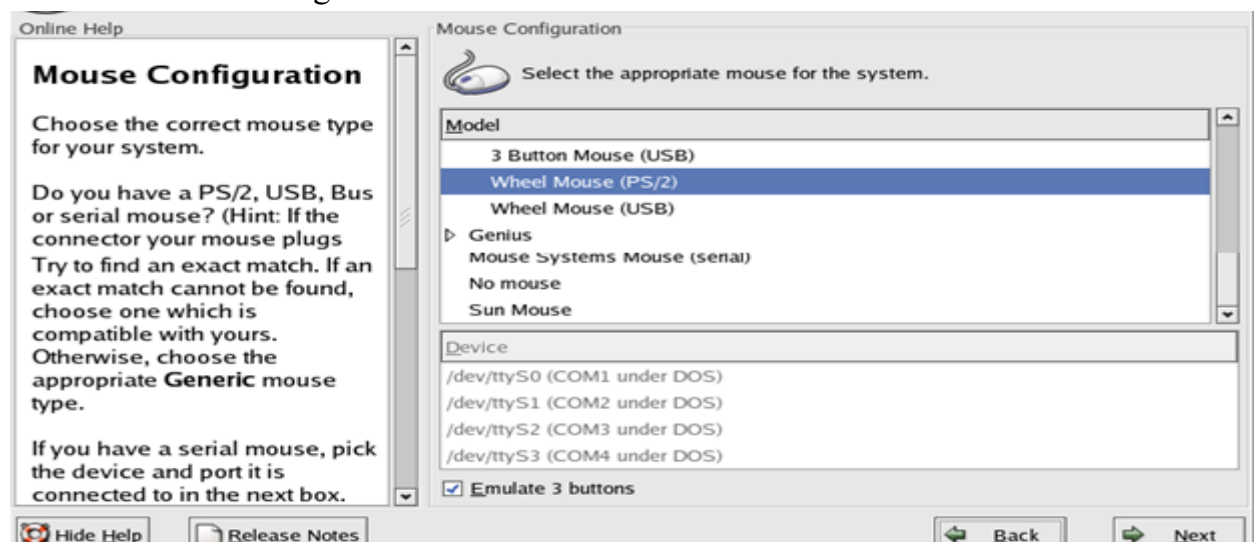 Online Help
Mouse Configuration
Choose the correct mouse type
for your system.
Do you have a PS/2, USB, Bus
or serial mouse? (Hint: If the
connector your mouse plugs
Try to find an exact match. If an
exact match cannot be found,
choose one which is
compatible with yours.
Otherwise, choose the
appropriate Generic mouse
type.
If you have a serial mouse, pick
the device and port it is
connected to in the next box.
Mouse Configuration
Select the appropriate mouse for the system.
Model
3 Button Mouse (USB)
Wheel Mouse (PS/2)
Wheel Mouse (USB)
Genius
Mouse Systems Mouse (serial)
No mouse
Sun Mouse
Device
/dev/ttyS0 (COM1 under DOS)
/dev/ttyS1 (COM2 under DOS)
/dev/ttyS2 (COM3 under DOS)
/dev/ttyS3 (COM4 under DOS)
Emulate 3 buttons
Hide Help
Release Notes
Back
Next